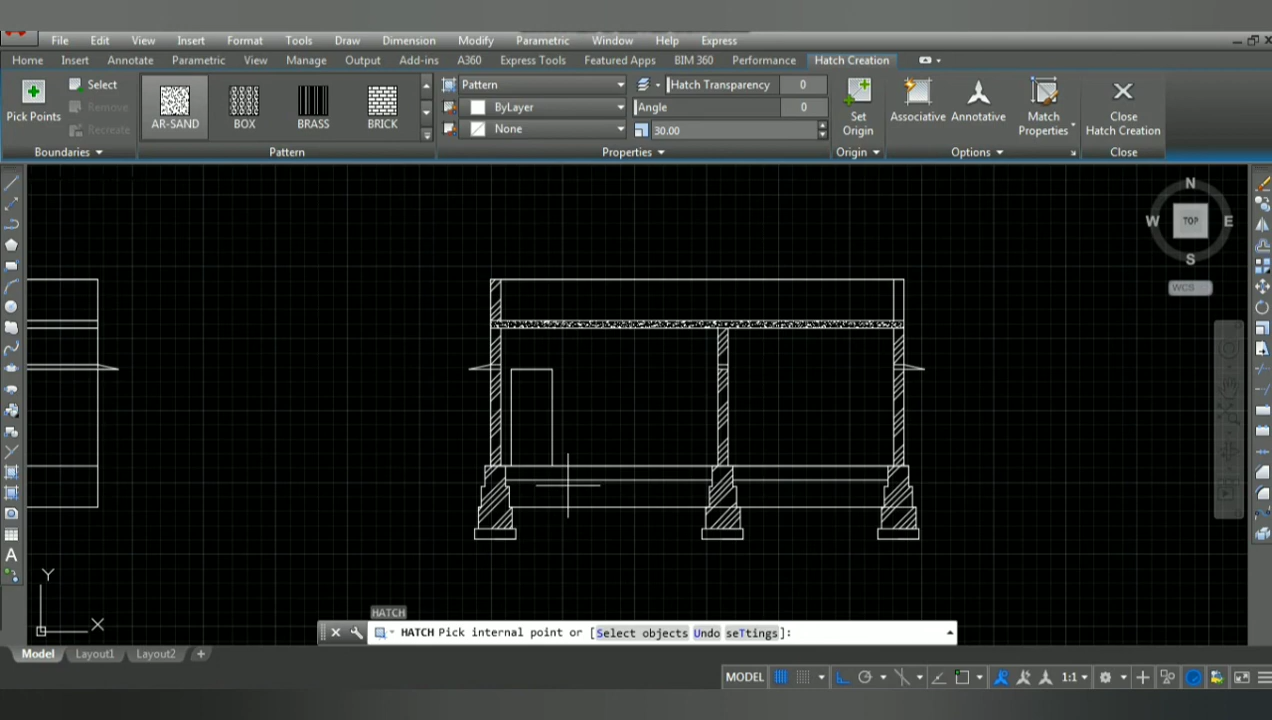 File Edit View Insert Format Tools Draw Dimension Modify Parametric Window Help Express
Home Insert Annotate Parametric View Manage Output Add-ins A360 Express Tools Featured Apps BIM 360 Performance Hatch Creation
Pick Points
Select
Remove
Recreate
Boundaries
AR-SAND
BOX
BRASS
BRICK
Pattern
Pattern
ByLayer
None
Hatch Transparency 0
Angle 0
30.00
Properties
Set
Origin
Origin
Associative
Annotative
Match
Properties
Options
Close
Hatch Creation
Close
N
W TOP E
S
WCS
A
Y
X
HATCH
HATCH Pick internal point or [Select objects Undo seTtings]:
Model Layout1 Layout2 +
MODEL 1:1